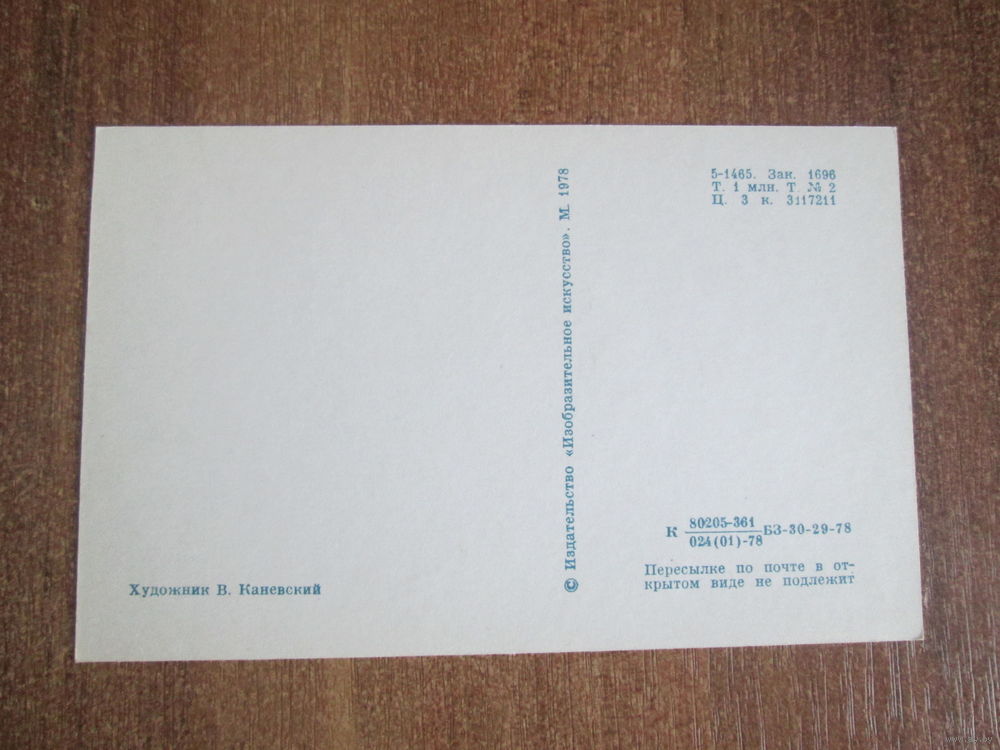 5-1465. Зак. 1696
Т. 1 млн. Т. № 2
Ц. 3 к. 3117211
© Издательство «Изобразительное искусство». М. 1978
К 80205-361 БЗ-30-29-78
024(01)-78
Пересылке по почте в от-
крытом виде не подлежит
Художник В. Каневский